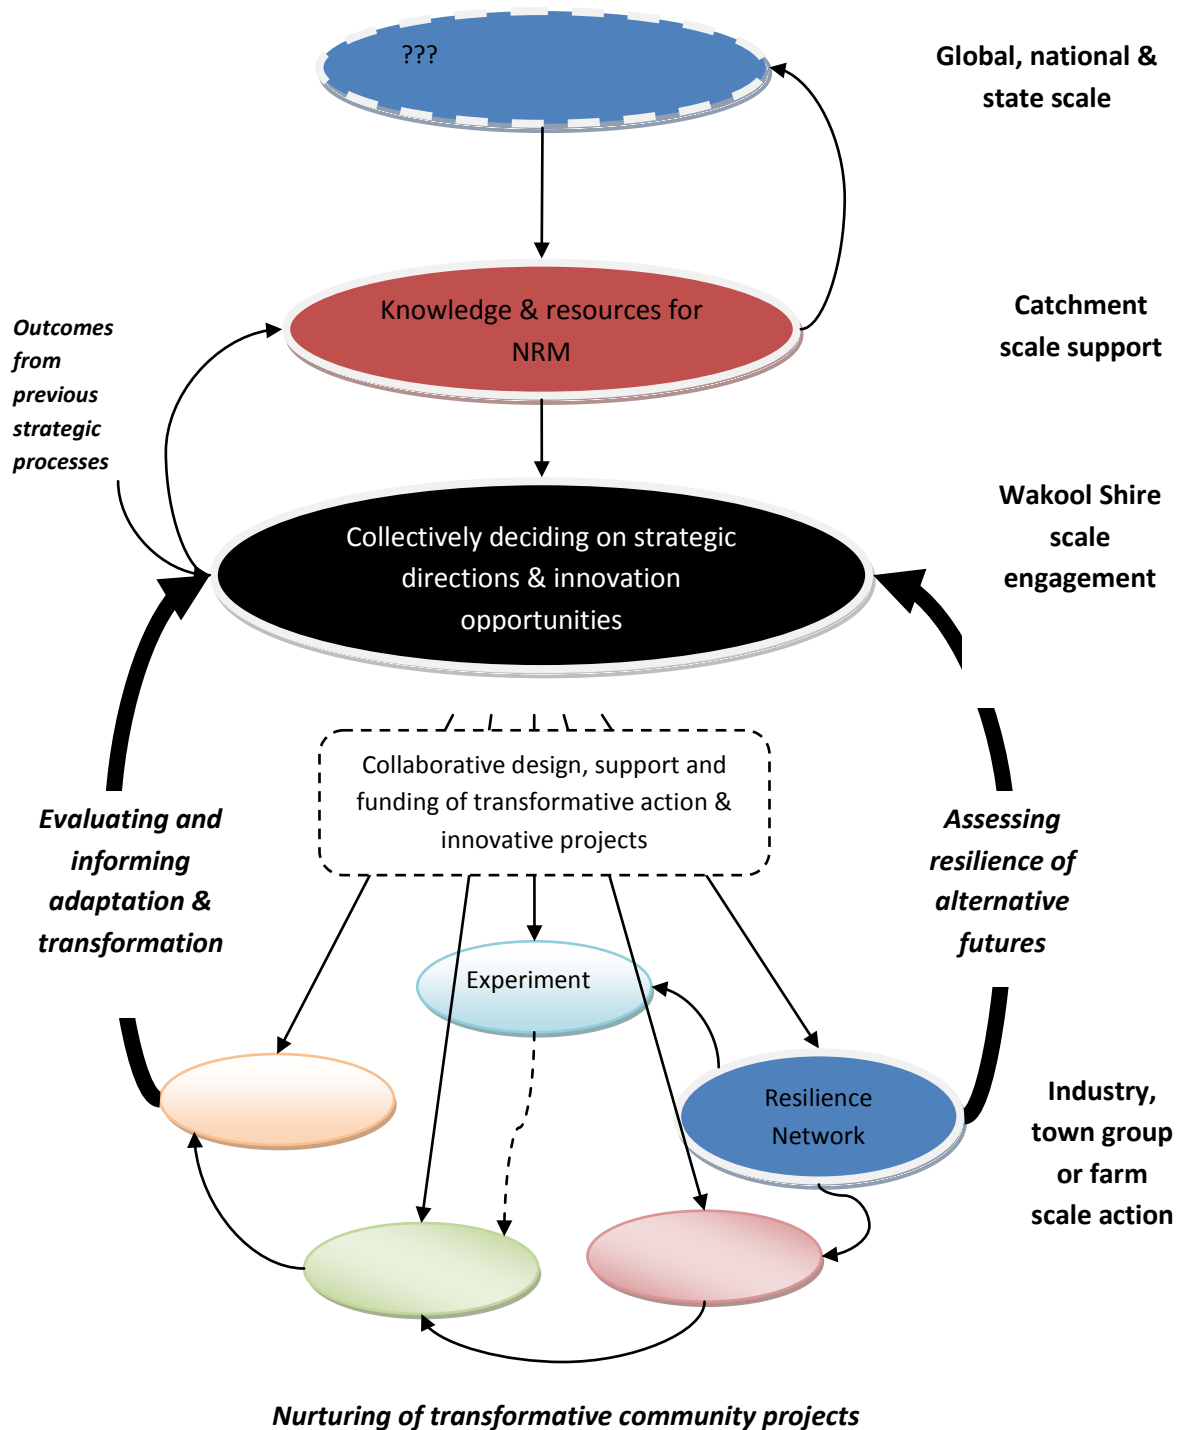 ???
Global, national &
state scale
Knowledge & resources for
NRM
Catchment
scale support
Outcomes
from
previous
strategic
processes
Collectively deciding on strategic
directions & innovation
opportunities
Wakool Shire
scale
engagement
Collaborative design, support and
funding of transformative action &
innovative projects
Evaluating and
informing
adaptation &
transformation
Assessing
resilience of
alternative
futures
Experiment
Resilience
Network
Industry,
town group
or farm
scale action
Nurturing of transformative community projects